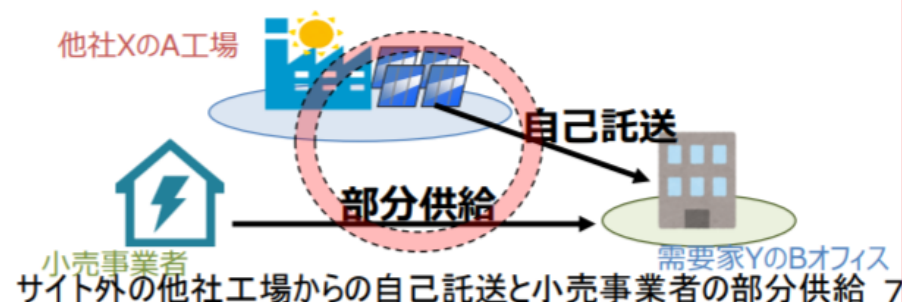 他社XのA工場
自己託送
部分供給
小売事業者
需要家YのBオフィス
サイト外の他社工場からの自己託送と小売事業者の部分供給 7